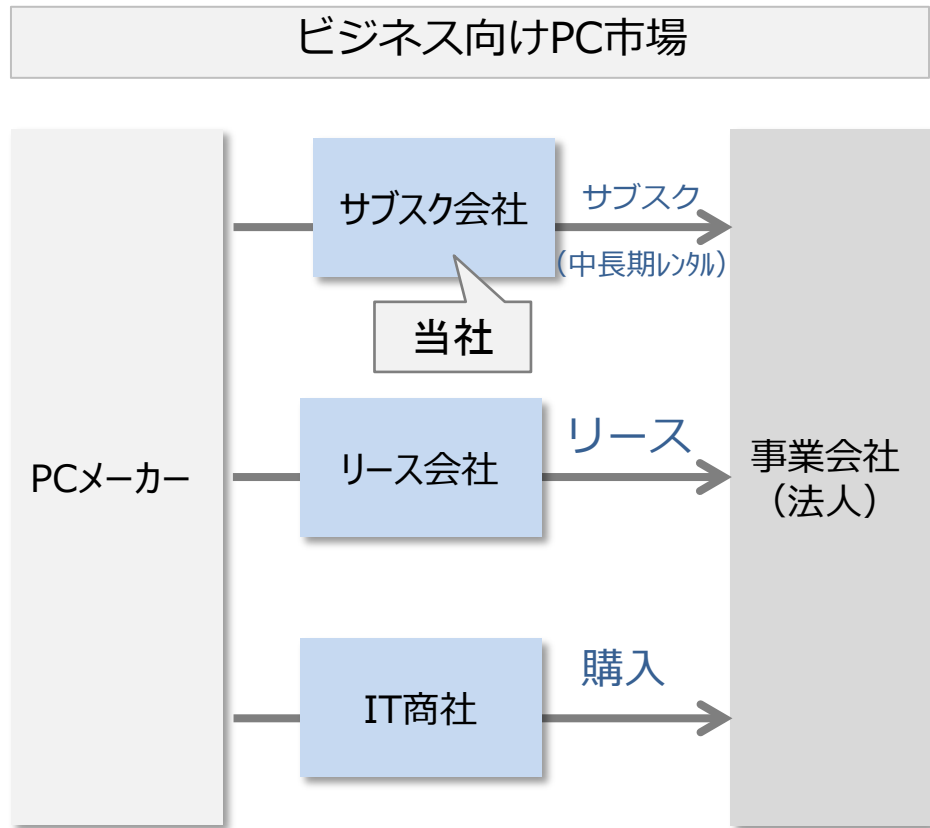 ビジネス向けPC市場
サブスク会社
サブスク
（中長期ﾚﾝﾀﾙ）
当社
PCメーカー
リース会社
リース
事業会社
（法人）
IT商社
購入